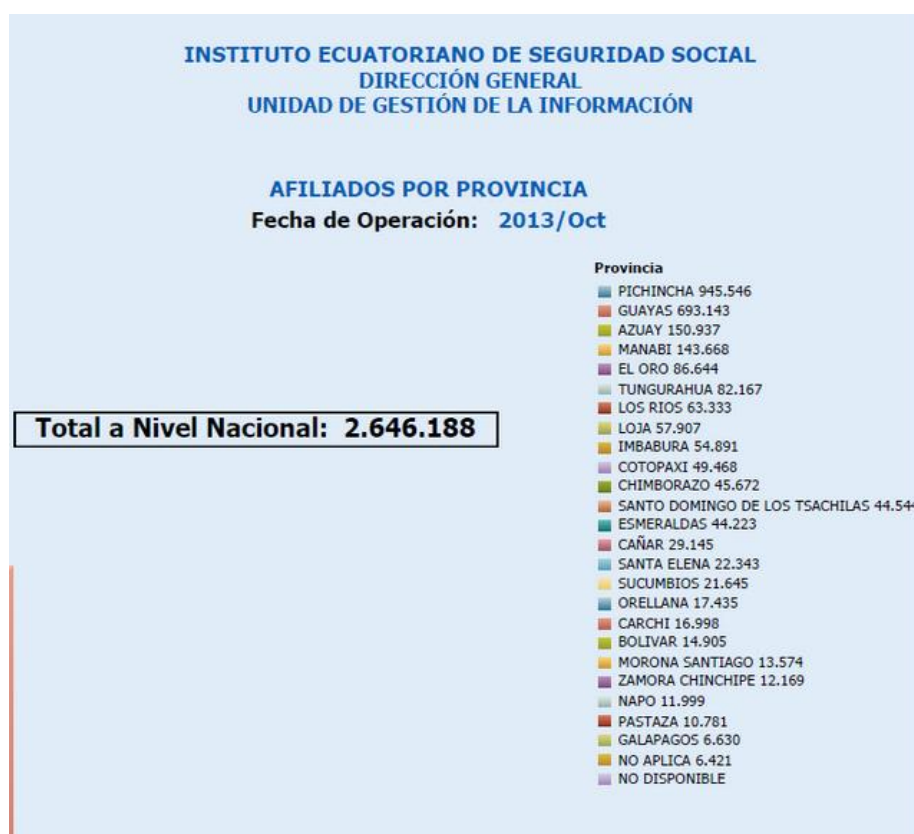 INSTITUTO ECUATORIANO DE SEGURIDAD SOCIAL
DIRECCIÓN GENERAL
UNIDAD DE GESTIÓN DE LA INFORMACIÓN
AFILIADOS POR PROVINCIA
Fecha de Operación: 2013/Oct
Total a Nivel Nacional: 2.646.188
Provincia
PICHINCHA 945.546
GUAYAS 693.143
AZUAY 150.937
MANABI 143.668
EL ORO 86.644
TUNGURAHUA 82.167
LOS RIOS 63.333
LOJA 57.907
IMBABURA 54.891
COTOPAXI 49.468
CHIMBORAZO 45.672
SANTO DOMINGO DE LOS TSACHILAS 44.544
ESMERALDAS 44.223
CAÑAR 29.145
SANTA ELENA 22.343
SUCUMBIOS 21.645
ORELLANA 17.435
CARCHI 16.998
BOLIVAR 14.905
MORONA SANTIAGO 13.574
ZAMORA CHINCHIPE 12.169
NAPO 11.999
PASTAZA 10.781
GALAPAGOS 6.630
NO APLICA 6.421
NO DISPONIBLE